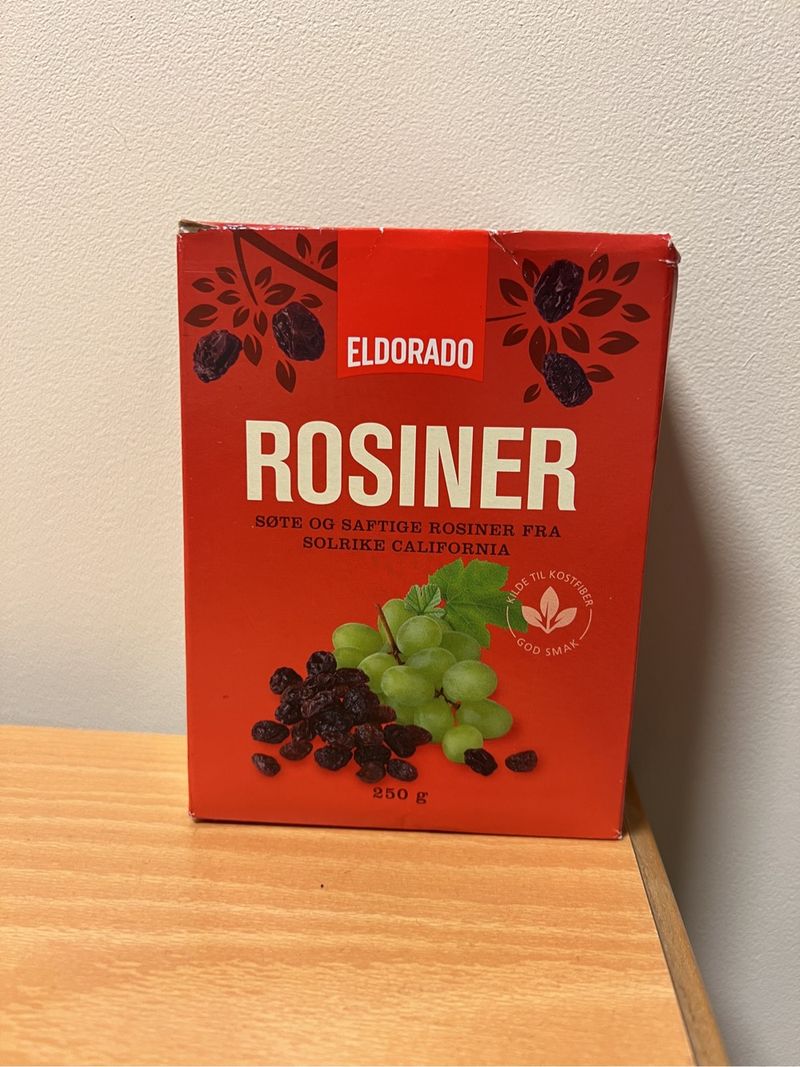 ELDORADO
ROSINER
SØTE OG SAFTIGE ROSINER FRA
SOLRIKE CALIFORNIA
KILDE TIL KOSTFIBER
GOD SMAK
250 g